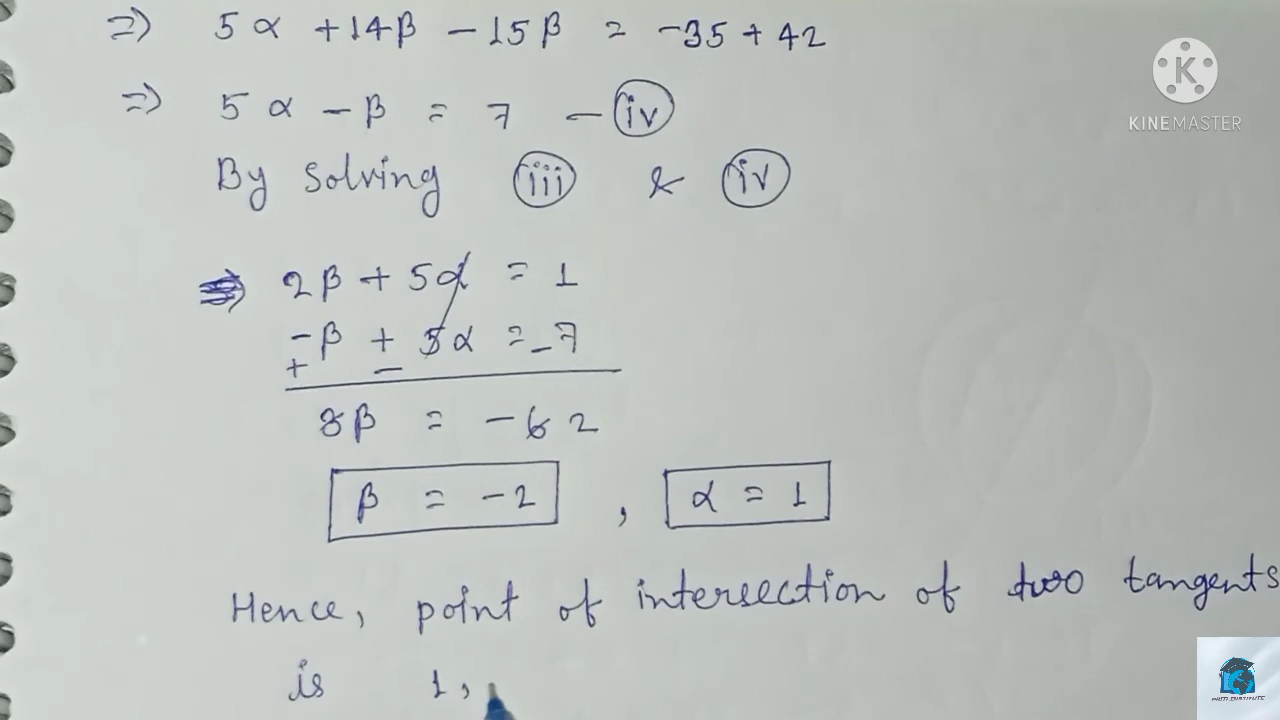 ⇒ 5α + 14β − 15β = −35 + 42
⇒ 5α − β = 7 − iv
By solving iii & iv
⇒ 2β + 5α = 1
−β + 5α = 7
+ − −
3β = −6
β = −2 , α = 1
Hence, point of intersection of two tangents
is 1,
KINEMASTER